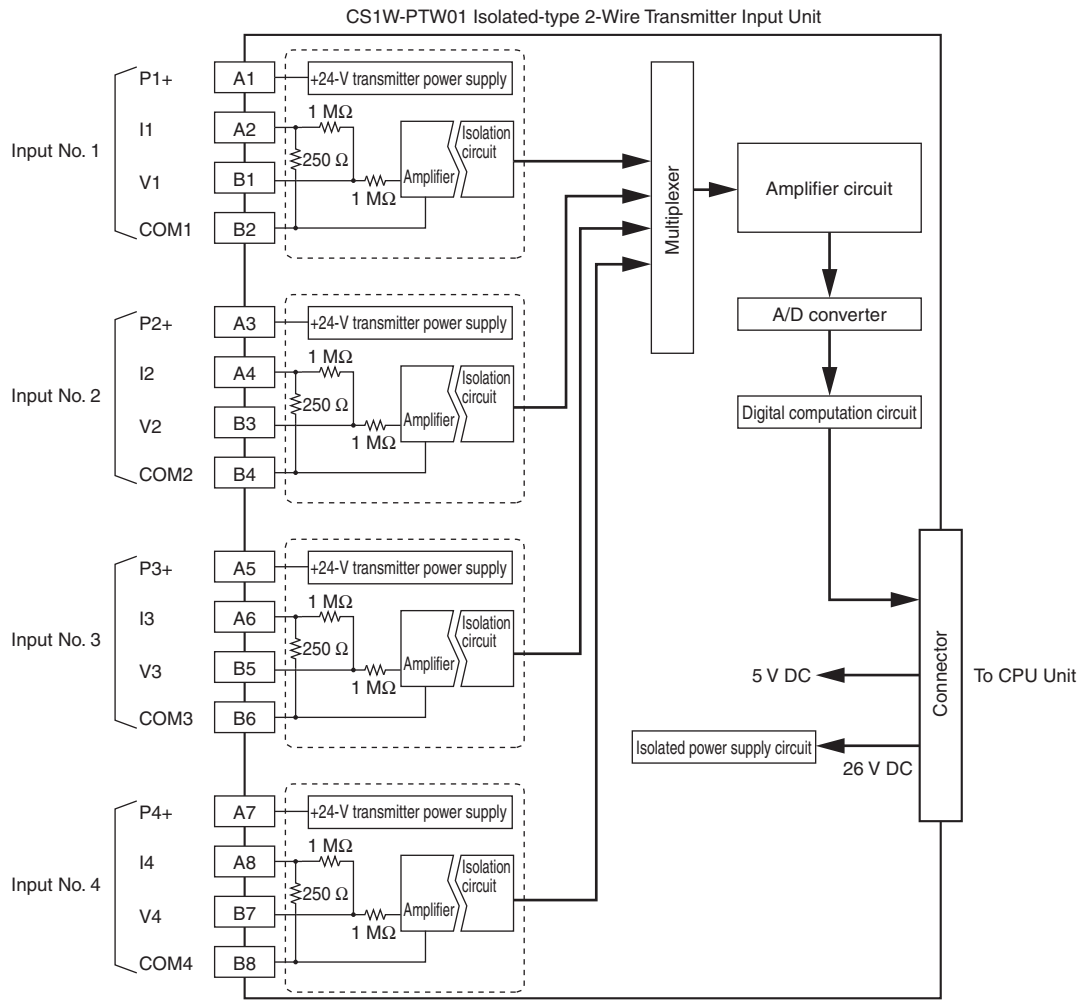 CS1W-PTW01 Isolated-type 2-Wire Transmitter Input Unit
Input No. 1
P1+
I1
V1
COM1
A1
A2
B1
B2
+24-V transmitter power supply
1 MΩ
250 Ω
1 MΩ
Amplifier
Isolation
circuit
Input No. 2
P2+
I2
V2
COM2
A3
A4
B3
B4
+24-V transmitter power supply
1 MΩ
250 Ω
1 MΩ
Amplifier
Isolation
circuit
Input No. 3
P3+
I3
V3
COM3
A5
A6
B5
B6
+24-V transmitter power supply
1 MΩ
250 Ω
1 MΩ
Amplifier
Isolation
circuit
Input No. 4
P4+
I4
V4
COM4
A7
A8
B7
B8
+24-V transmitter power supply
1 MΩ
250 Ω
1 MΩ
Amplifier
Isolation
circuit
Multiplexer
Amplifier circuit
A/D converter
Digital computation circuit
5 V DC
Isolated power supply circuit
26 V DC
Connector
To CPU Unit